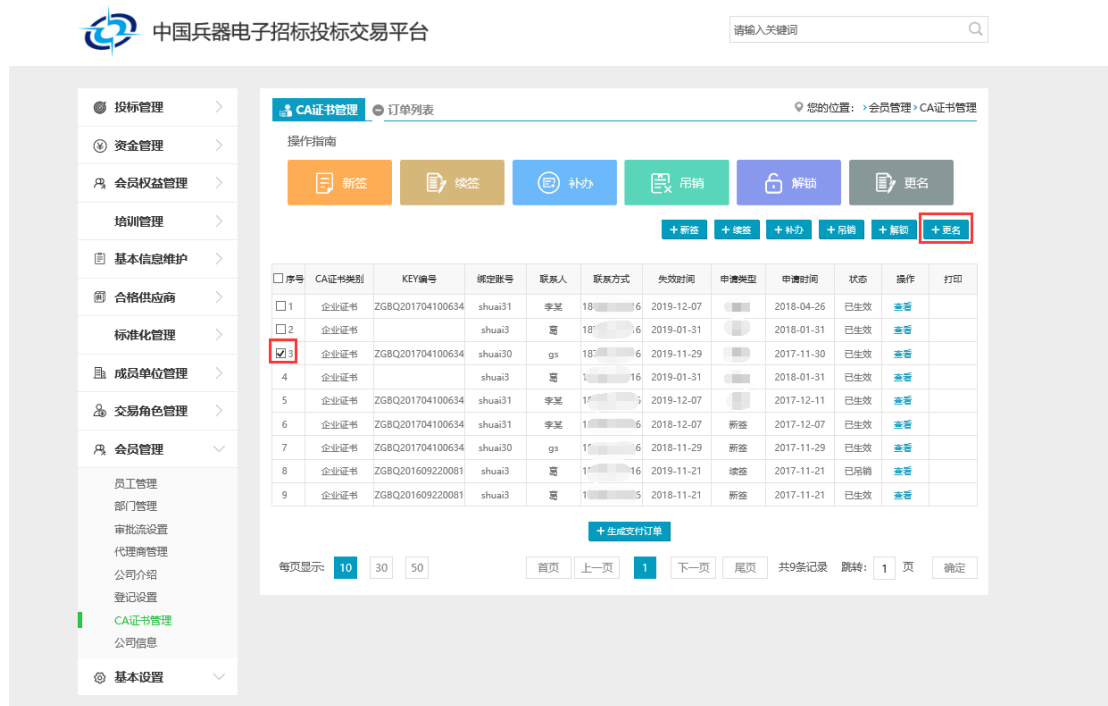 中国兵器电子招标投标交易平台
请输入关键词
投标管理
资金管理
会员权益管理
培训管理
基本信息维护
合格供应商
标准化管理
成员单位管理
交易角色管理
会员管理
员工管理
部门管理
审批流设置
代理商管理
公司介绍
登记设置
CA证书管理
公司信息
基本设置
CA证书管理 订单列表 您的位置: >会员管理>CA证书管理
操作指南
新签 续签 补办 吊销 解锁 更名
+新签 +续签 +补办 +吊销 +解锁 +更名
序号 CA证书类别 KEY编号 绑定账号 联系人 联系方式 失效时间 申请类型 申请时间 状态 操作 打印
1 企业证书 ZGBQ201704100634 shuai31 李某 18 6 2019-12-07 2018-04-26 已生效 查看
2 企业证书 shuai3 葛 18 6 2019-01-31 2018-01-31 已生效 查看
3 企业证书 ZGBQ201704100634 shuai30 gs 18 6 2019-11-29 2017-11-30 已生效 查看
4 企业证书 shuai3 葛 1 16 2019-01-31 2018-01-31 已生效 查看
5 企业证书 ZGBQ201704100634 shuai31 李某 1 2019-12-07 2017-12-11 已生效 查看
6 企业证书 ZGBQ201704100634 shuai31 李某 1 6 2018-12-07 新签 2017-12-07 已生效 查看
7 企业证书 ZGBQ201704100634 shuai30 gs 1 6 2018-11-29 新签 2017-11-29 已生效 查看
8 企业证书 ZGBQ201609220081 shuai3 葛 1 16 2019-11-21 续签 2017-11-21 已吊销 查看
9 企业证书 ZGBQ201609220081 shuai3 葛 1 2018-11-21 新签 2017-11-21 已生效 查看
+生成支付订单
每页显示: 10 30 50 首页 上一页 1 下一页 尾页 共9条记录 跳转: 1 页 确定